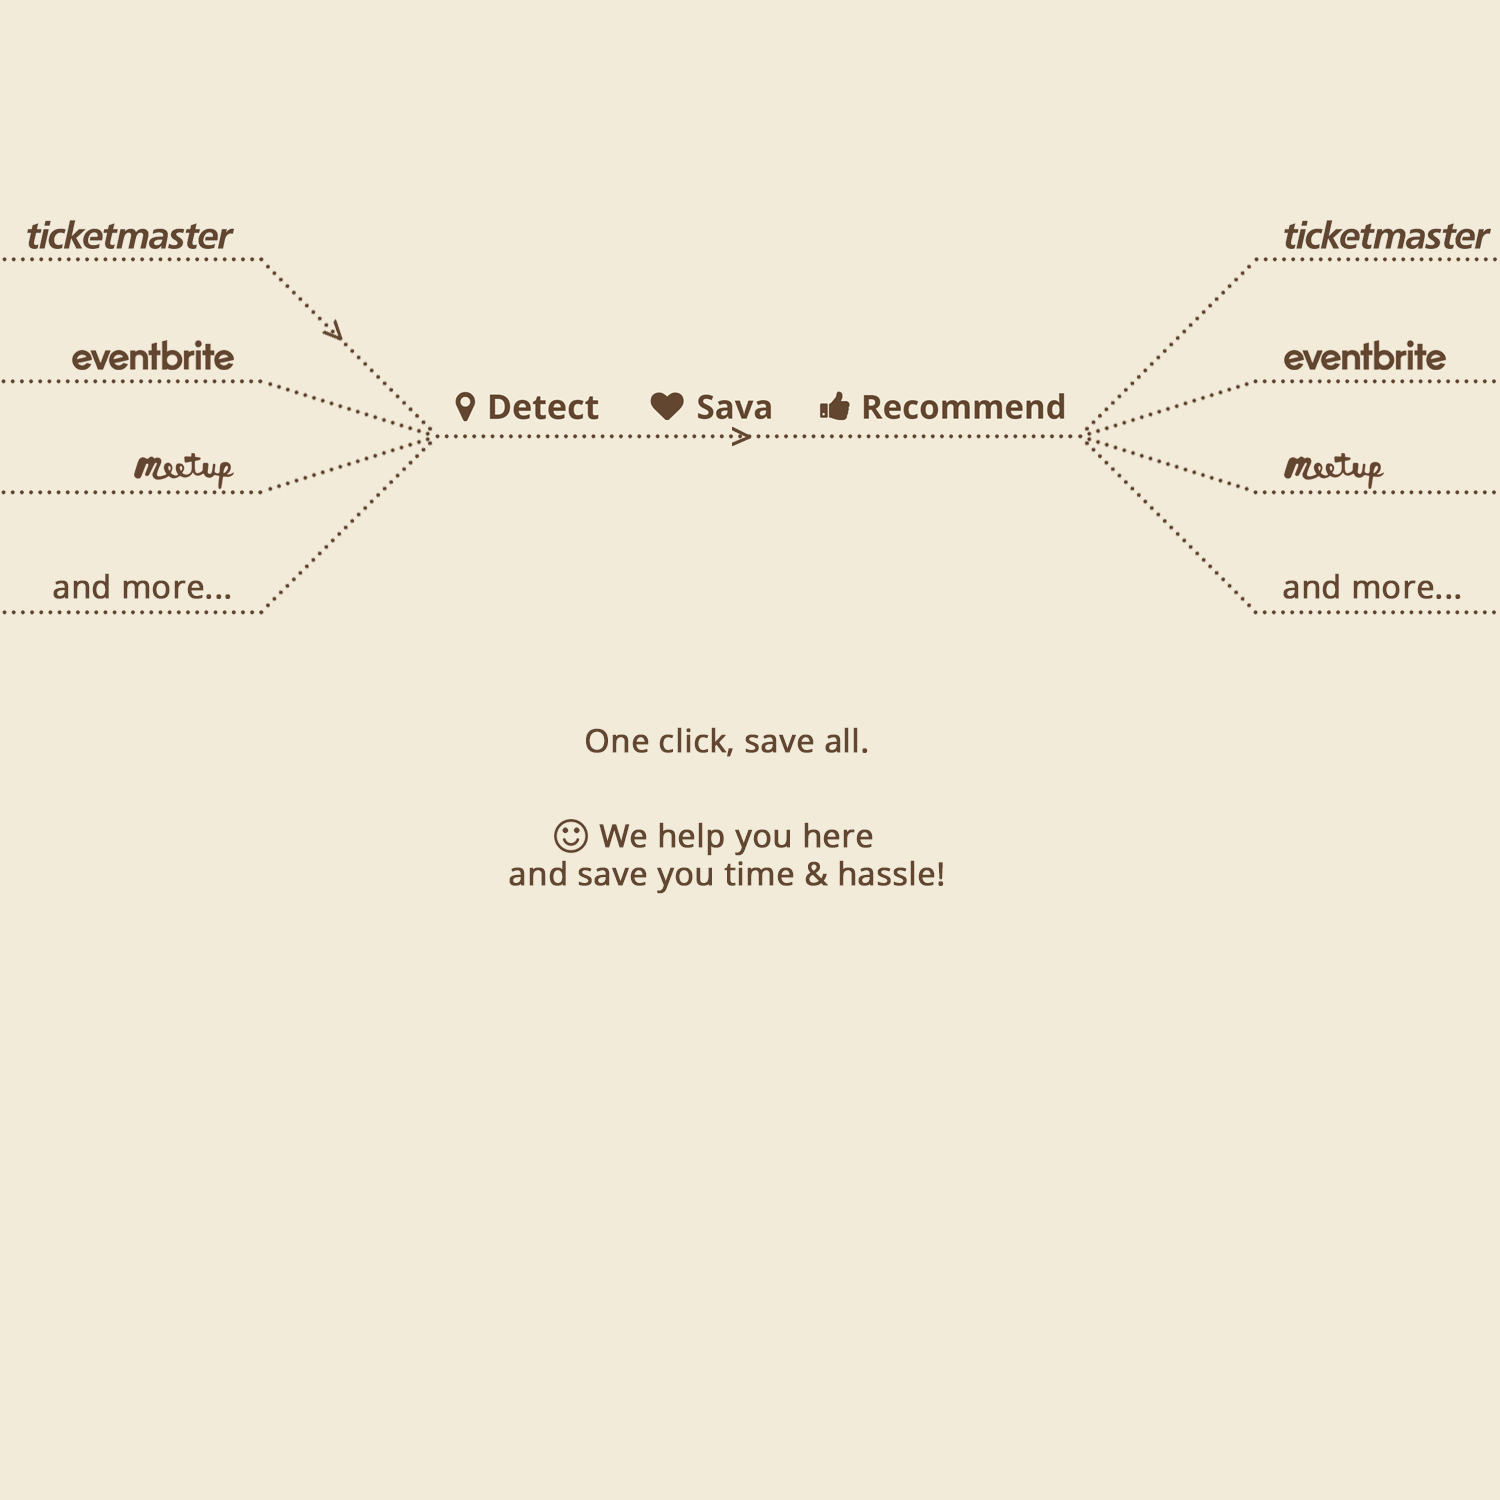 ticketmaster
eventbrite
meetup
and more...
Detect
Sava
Recommend
ticketmaster
eventbrite
meetup
and more...
One click, save all.
We help you here
and save you time & hassle!